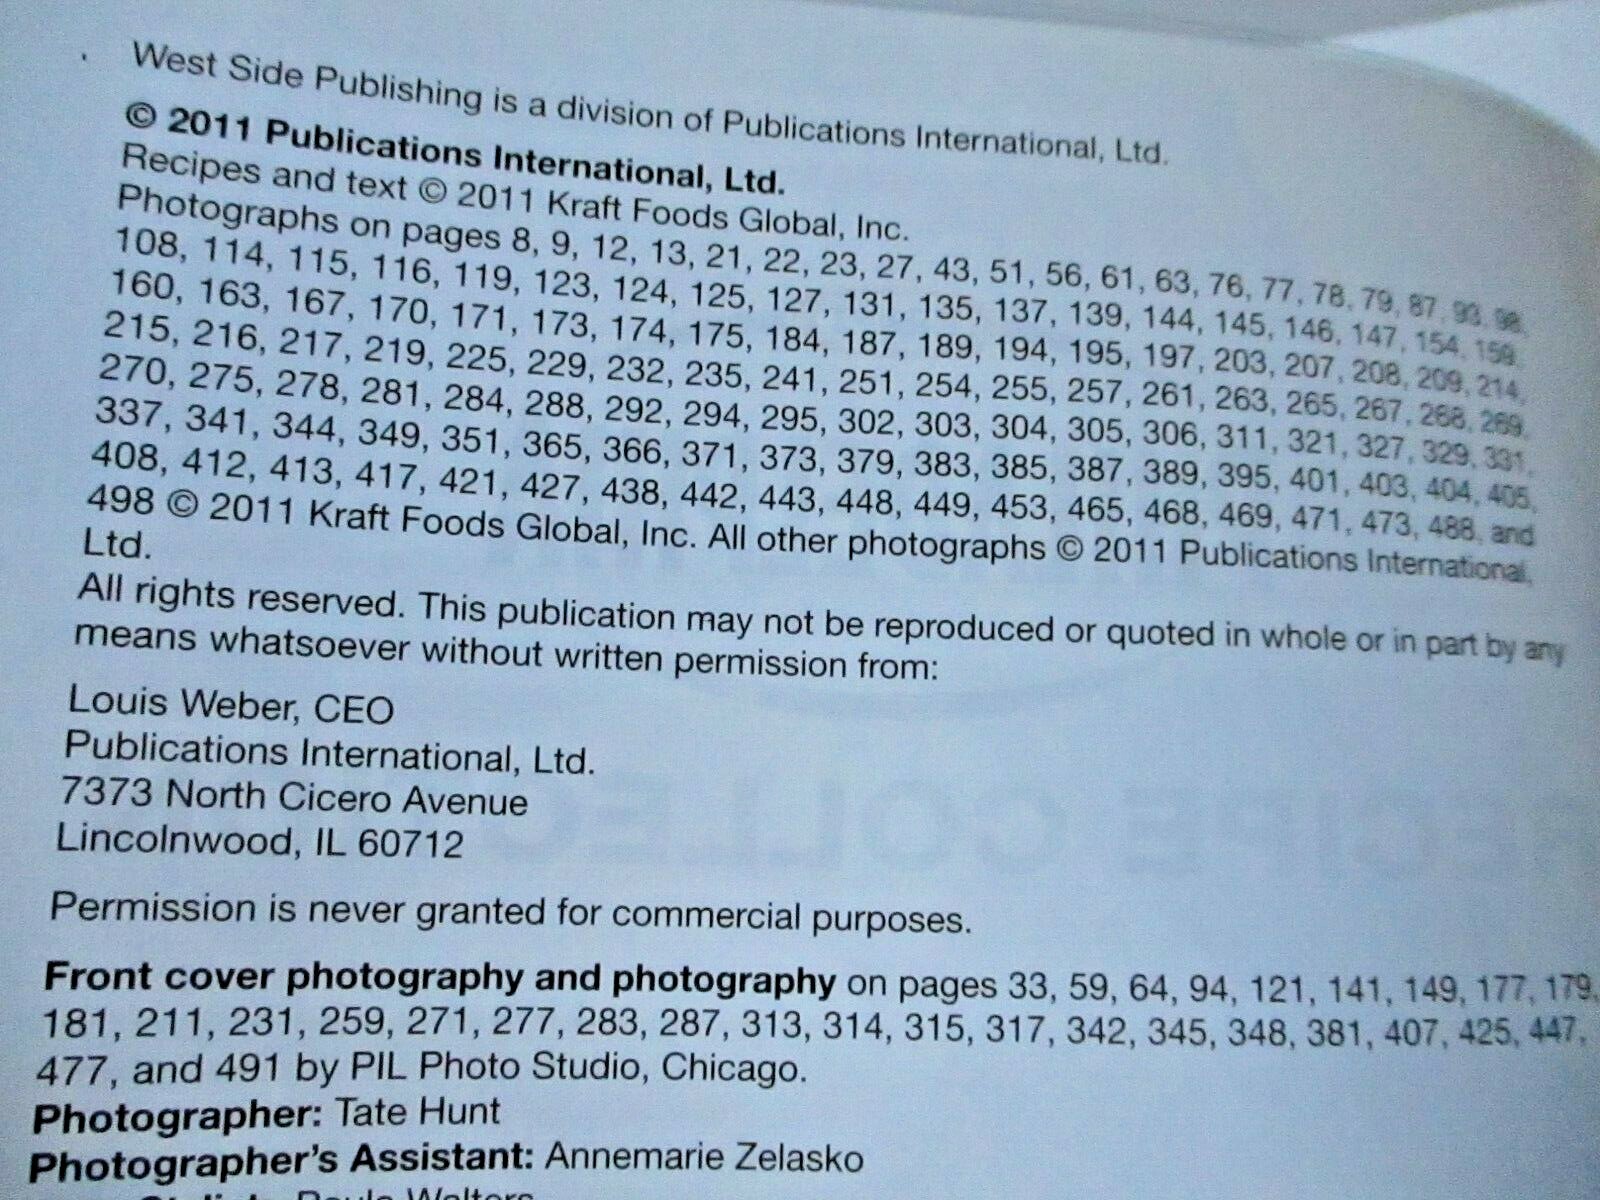 West Side Publishing is a division of Publications International, Ltd.
© 2011 Publications International, Ltd.
Recipes and text © 2011 Kraft Foods Global, Inc.
Photographs on pages 8, 9, 12, 13, 21, 22, 23, 27, 43, 51, 56, 61, 63, 76, 77, 78, 79, 87, 93, 98,
108, 114, 115, 116, 119, 123, 124, 125, 127, 131, 135, 137, 139, 144, 145, 146, 147, 154, 159,
160, 163, 167, 170, 171, 173, 174, 175, 184, 187, 189, 194, 195, 197, 203, 207, 208, 209, 214,
215, 216, 217, 219, 225, 229, 232, 235, 241, 251, 254, 255, 257, 261, 263, 265, 267, 268, 269,
270, 275, 278, 281, 284, 288, 292, 294, 295, 302, 303, 304, 305, 306, 311, 321, 327, 329, 331,
337, 341, 344, 349, 351, 365, 366, 371, 373, 379, 383, 385, 387, 389, 395, 401, 403, 404, 405,
408, 412, 413, 417, 421, 427, 438, 442, 443, 448, 449, 453, 465, 468, 469, 471, 473, 488, and
498 © 2011 Kraft Foods Global, Inc. All other photographs © 2011 Publications International,
Ltd.
All rights reserved. This publication may not be reproduced or quoted in whole or in part by any
means whatsoever without written permission from:
Louis Weber, CEO
Publications International, Ltd.
7373 North Cicero Avenue
Lincolnwood, IL 60712
Permission is never granted for commercial purposes.
Front cover photography and photography on pages 33, 59, 64, 94, 121, 141, 149, 177, 179,
181, 211, 231, 259, 271, 277, 283, 287, 313, 314, 315, 317, 342, 345, 348, 381, 407, 425, 447,
477, and 491 by PIL Photo Studio, Chicago.
Photographer: Tate Hunt
Photographer's Assistant: Annemarie Zelasko